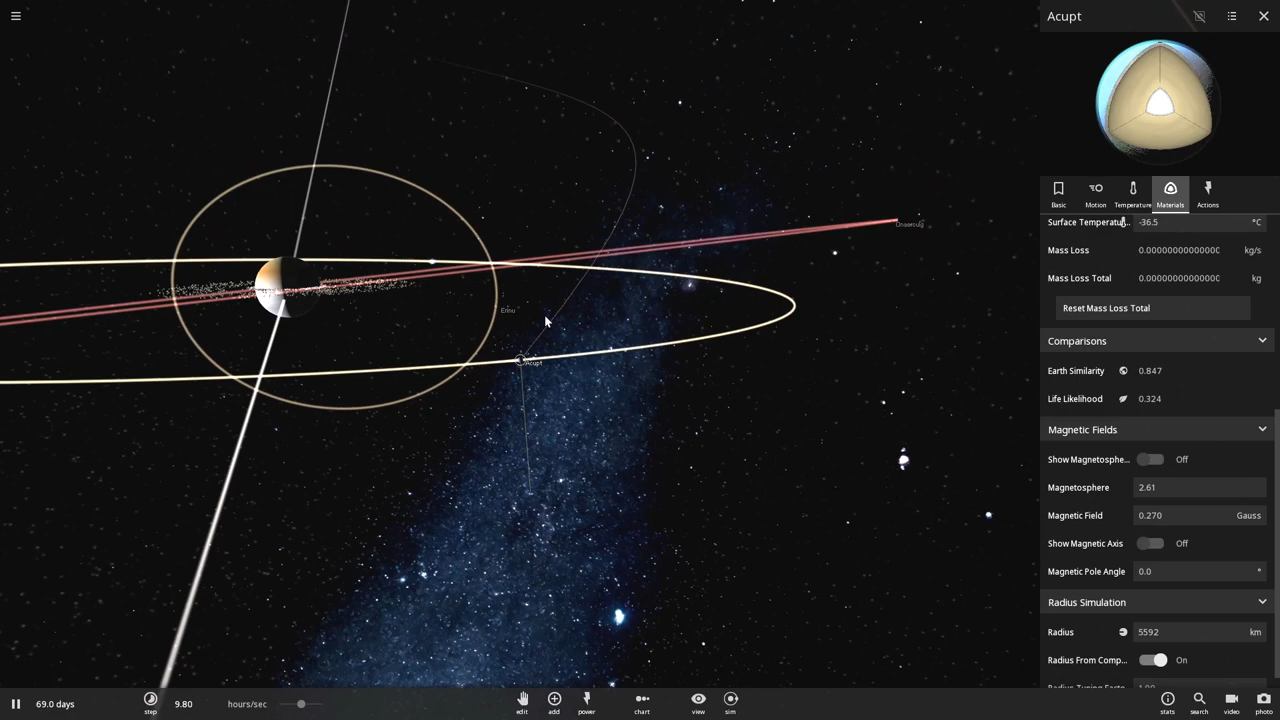 Acupt
Basic Motion Temperature Materials Actions
Surface Temperatu... -36.5 °C
Mass Loss 0.0000000000000C kg/s
Mass Loss Total 0.0000000000000C kg
Reset Mass Loss Total
Comparisons
Earth Similarity 0.847
Life Likelihood 0.324
Magnetic Fields
Show Magnetosphe... Off
Magnetosphere 2.61
Magnetic Field 0.270 Gauss
Show Magnetic Axis Off
Magnetic Pole Angle 0.0 °
Radius Simulation
Radius 5592 km
Radius From Comp... On
Erinu
Acupt
69.0 days
step
9.80 hours/sec
edit add power chart view sim
stats search video photo